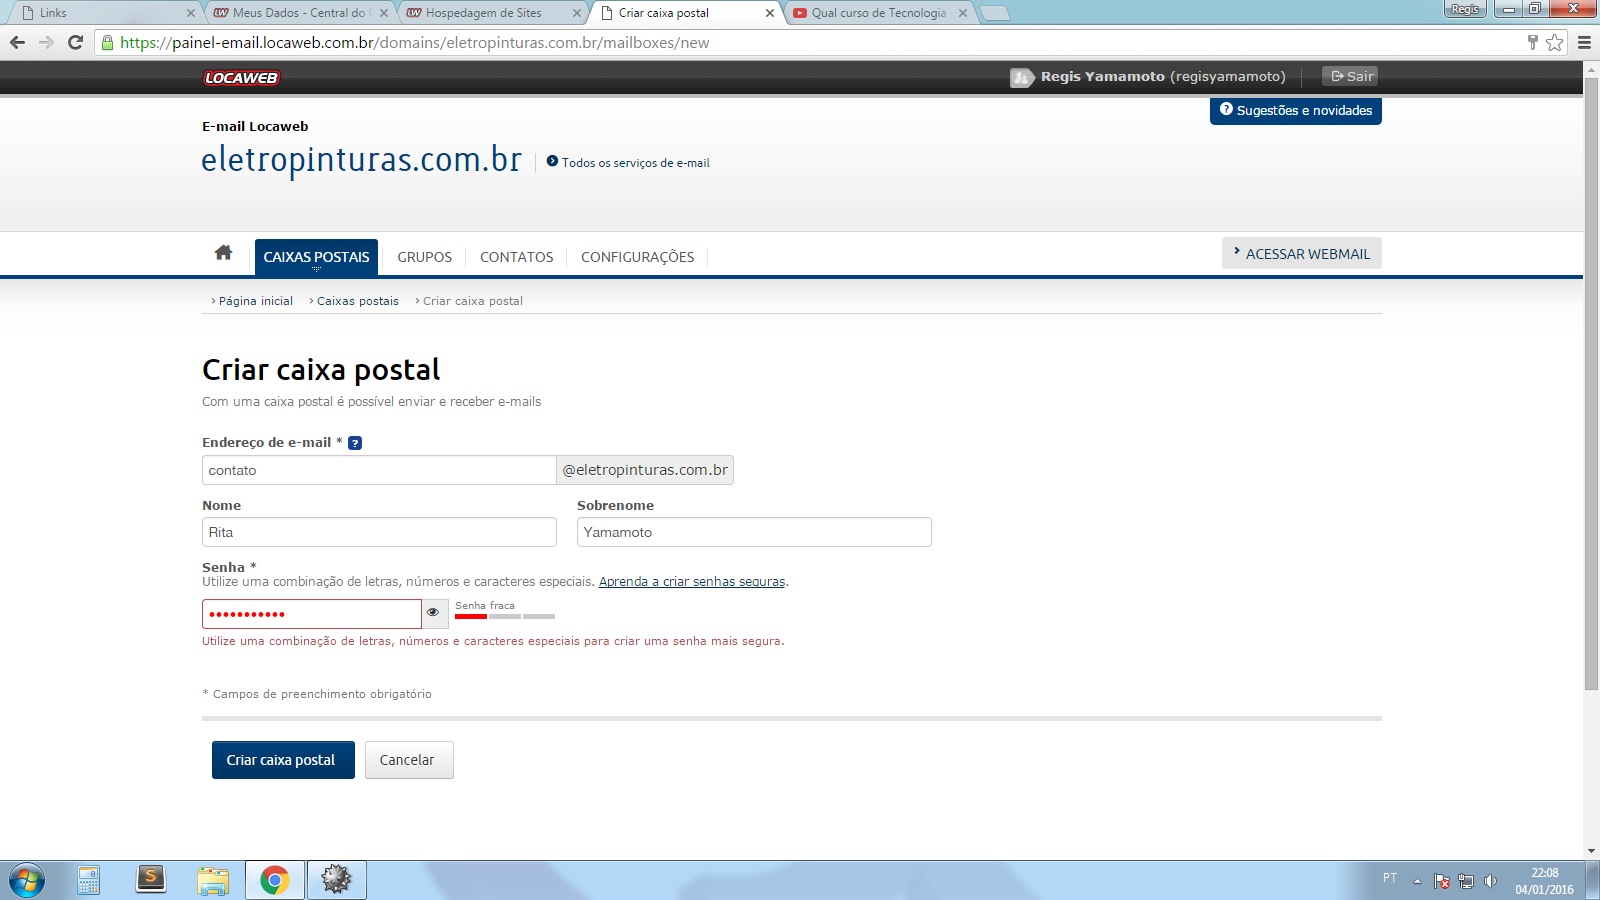 Links
Meus Dados - Central do C
Hospedagem de Sites
Criar caixa postal
Qual curso de Tecnologia
Regis
https://painel-email.locaweb.com.br/domains/eletropinturas.com.br/mailboxes/new
LOCAWEB
Regis Yamamoto (regisyamamoto)
Sair
Sugestões e novidades
E-mail Locaweb
eletropinturas.com.br
Todos os serviços de e-mail
CAIXAS POSTAIS
GRUPOS
CONTATOS
CONFIGURAÇÕES
ACESSAR WEBMAIL
› Página inicial › Caixas postais › Criar caixa postal
Criar caixa postal
Com uma caixa postal é possível enviar e receber e-mails
Endereço de e-mail * ?
contato @eletropinturas.com.br
Nome Sobrenome
Rita Yamamoto
Senha *
Utilize uma combinação de letras, números e caracteres especiais. Aprenda a criar senhas seguras.
Senha fraca
Utilize uma combinação de letras, números e caracteres especiais para criar uma senha mais segura.
* Campos de preenchimento obrigatório
Criar caixa postal
Cancelar
PT
22:08
04/01/2016